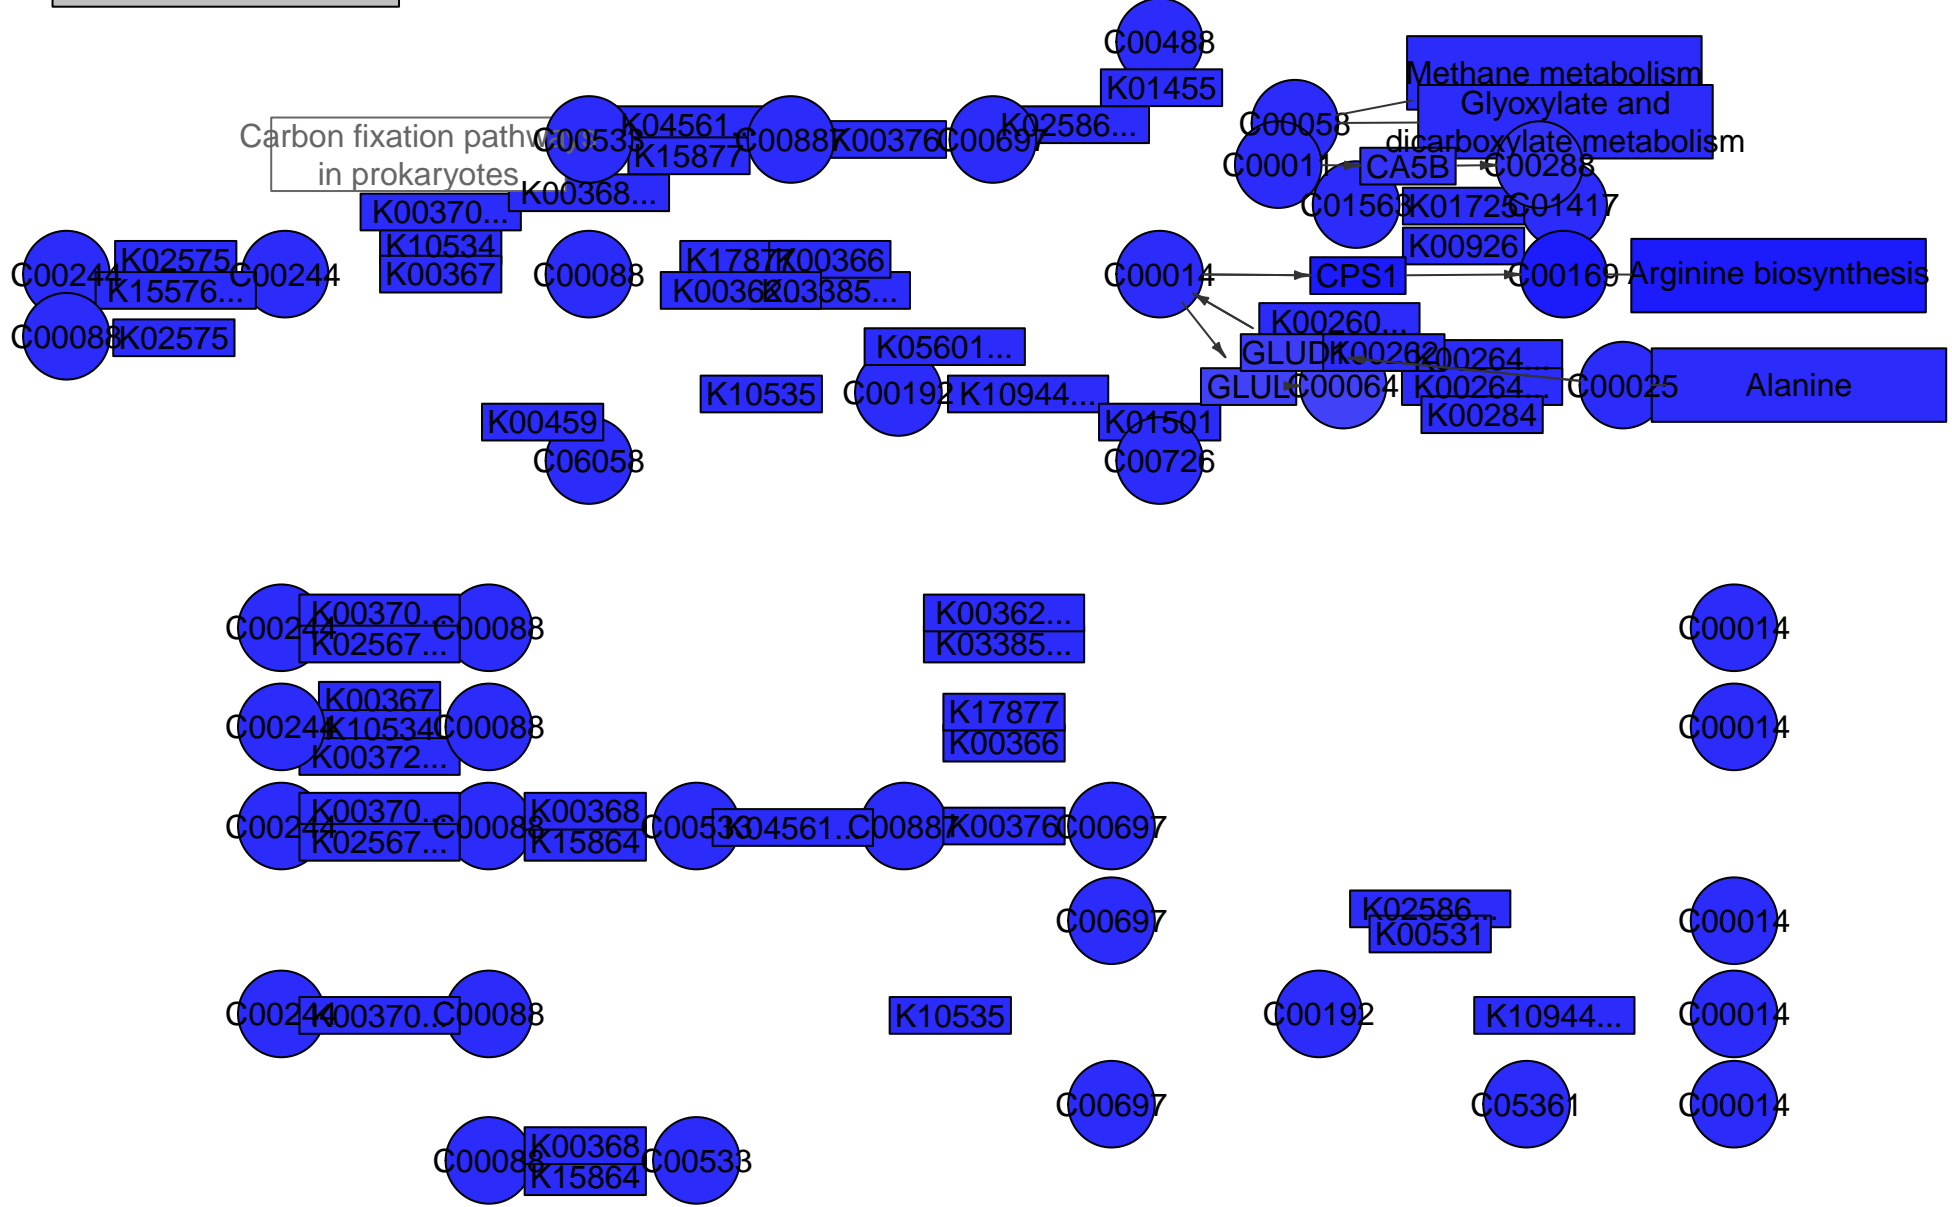 C00488
K01455
Methane metabolism
Glyoxylate and
dicarboxylate metabolism
C00058
Carbon fixation pathways
in prokaryotes
C00533
K04561...
K15877
C00887
K00376
C00697
K02586...
C00011
CA5B
C00288
K00368...
K00370...
C01563
K01725
C01417
K10534
K00367
K00926
C00244
K02575
K15576...
C00244
C00088
K17877
K00366
K00362...
K03385...
C00014
CPS1
C00169
Arginine biosynthesis
C00088
K02575
K00260...
K05601...
GLUD1
K00262
K00264...
K10535
C00192
K10944...
GLUL
C00064
K00264...
C00025
Alanine
K00284
K00459
K01501
C06058
C00726
C00244
K00370...
K02567...
C00088
K00362...
K03385...
C00014
C00244
K00367
K10534
K00372...
C00088
K17877
K00366
C00014
C00244
K00370...
K02567...
C00088
K00368
K15864
C00533
K04561...
C00887
K00376
C00697
C00697
K02586...
K00531
C00014
C00244
K00370...
C00088
K10535
C00192
K10944...
C00014
C00697
C05361
C00014
C00088
K00368
K15864
C00533